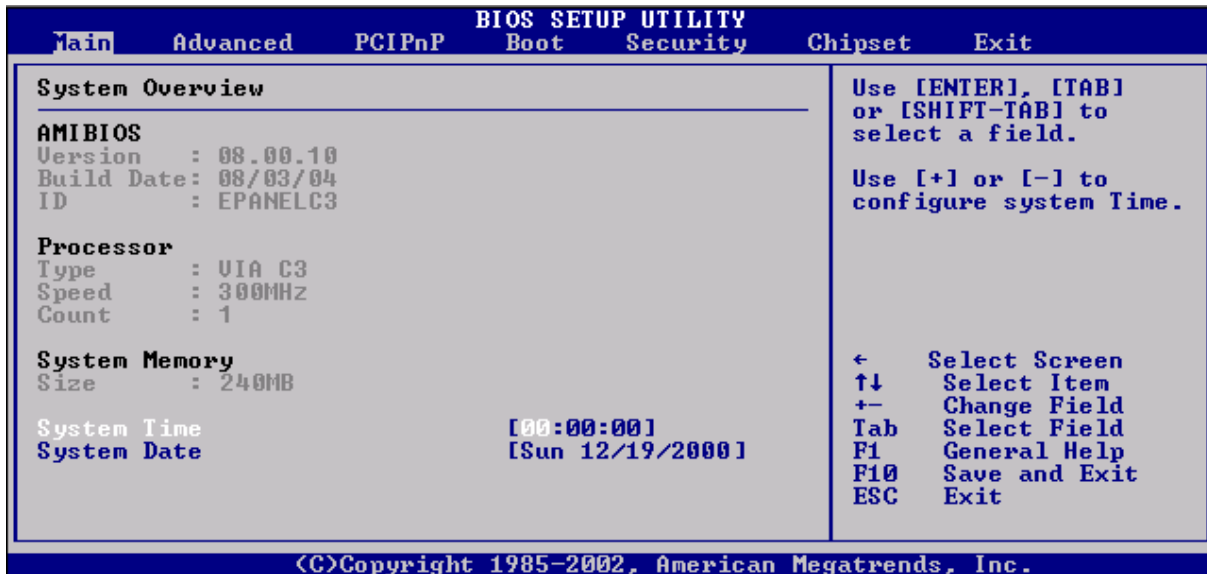 BIOS SETUP UTILITY
Main Advanced PCIPnP Boot Security Chipset Exit
System Overview
AMIBIOS
Version : 08.00.10
Build Date: 08/03/04
ID : EPANELC3
Processor
Type : VIA C3
Speed : 300MHz
Count : 1
System Memory
Size : 240MB
System Time [00:00:00]
System Date [Sun 12/19/2000]
Use [ENTER], [TAB]
or [SHIFT-TAB] to
select a field.
Use [+] or [-] to
configure system Time.
← Select Screen
↑↓ Select Item
+- Change Field
Tab Select Field
F1 General Help
F10 Save and Exit
ESC Exit
(C)Copyright 1985-2002, American Megatrends, Inc.